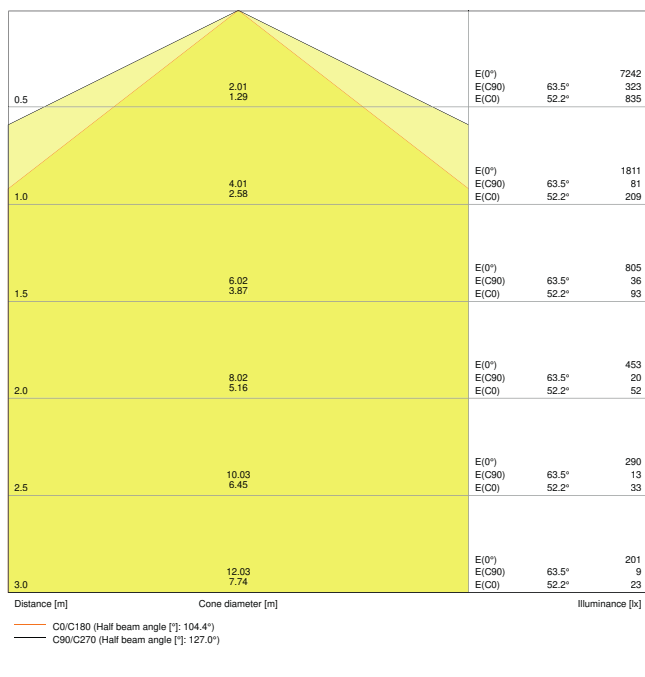 E(0°) 7242
2.01 E(C90) 63.5° 323
0.5 1.29 E(C0) 52.2° 835
E(0°) 1811
4.01 E(C90) 63.5° 81
1.0 2.58 E(C0) 52.2° 209
E(0°) 805
6.02 E(C90) 63.5° 36
1.5 3.87 E(C0) 52.2° 93
E(0°) 453
8.02 E(C90) 63.5° 20
2.0 5.16 E(C0) 52.2° 52
E(0°) 290
10.03 E(C90) 63.5° 13
2.5 6.45 E(C0) 52.2° 33
E(0°) 201
12.03 E(C90) 63.5° 9
3.0 7.74 E(C0) 52.2° 23
Distance [m] Cone diameter [m] Illuminance [lx]
C0/C180 (Half beam angle [°]: 104.4°)
C90/C270 (Half beam angle [°]: 127.0°)